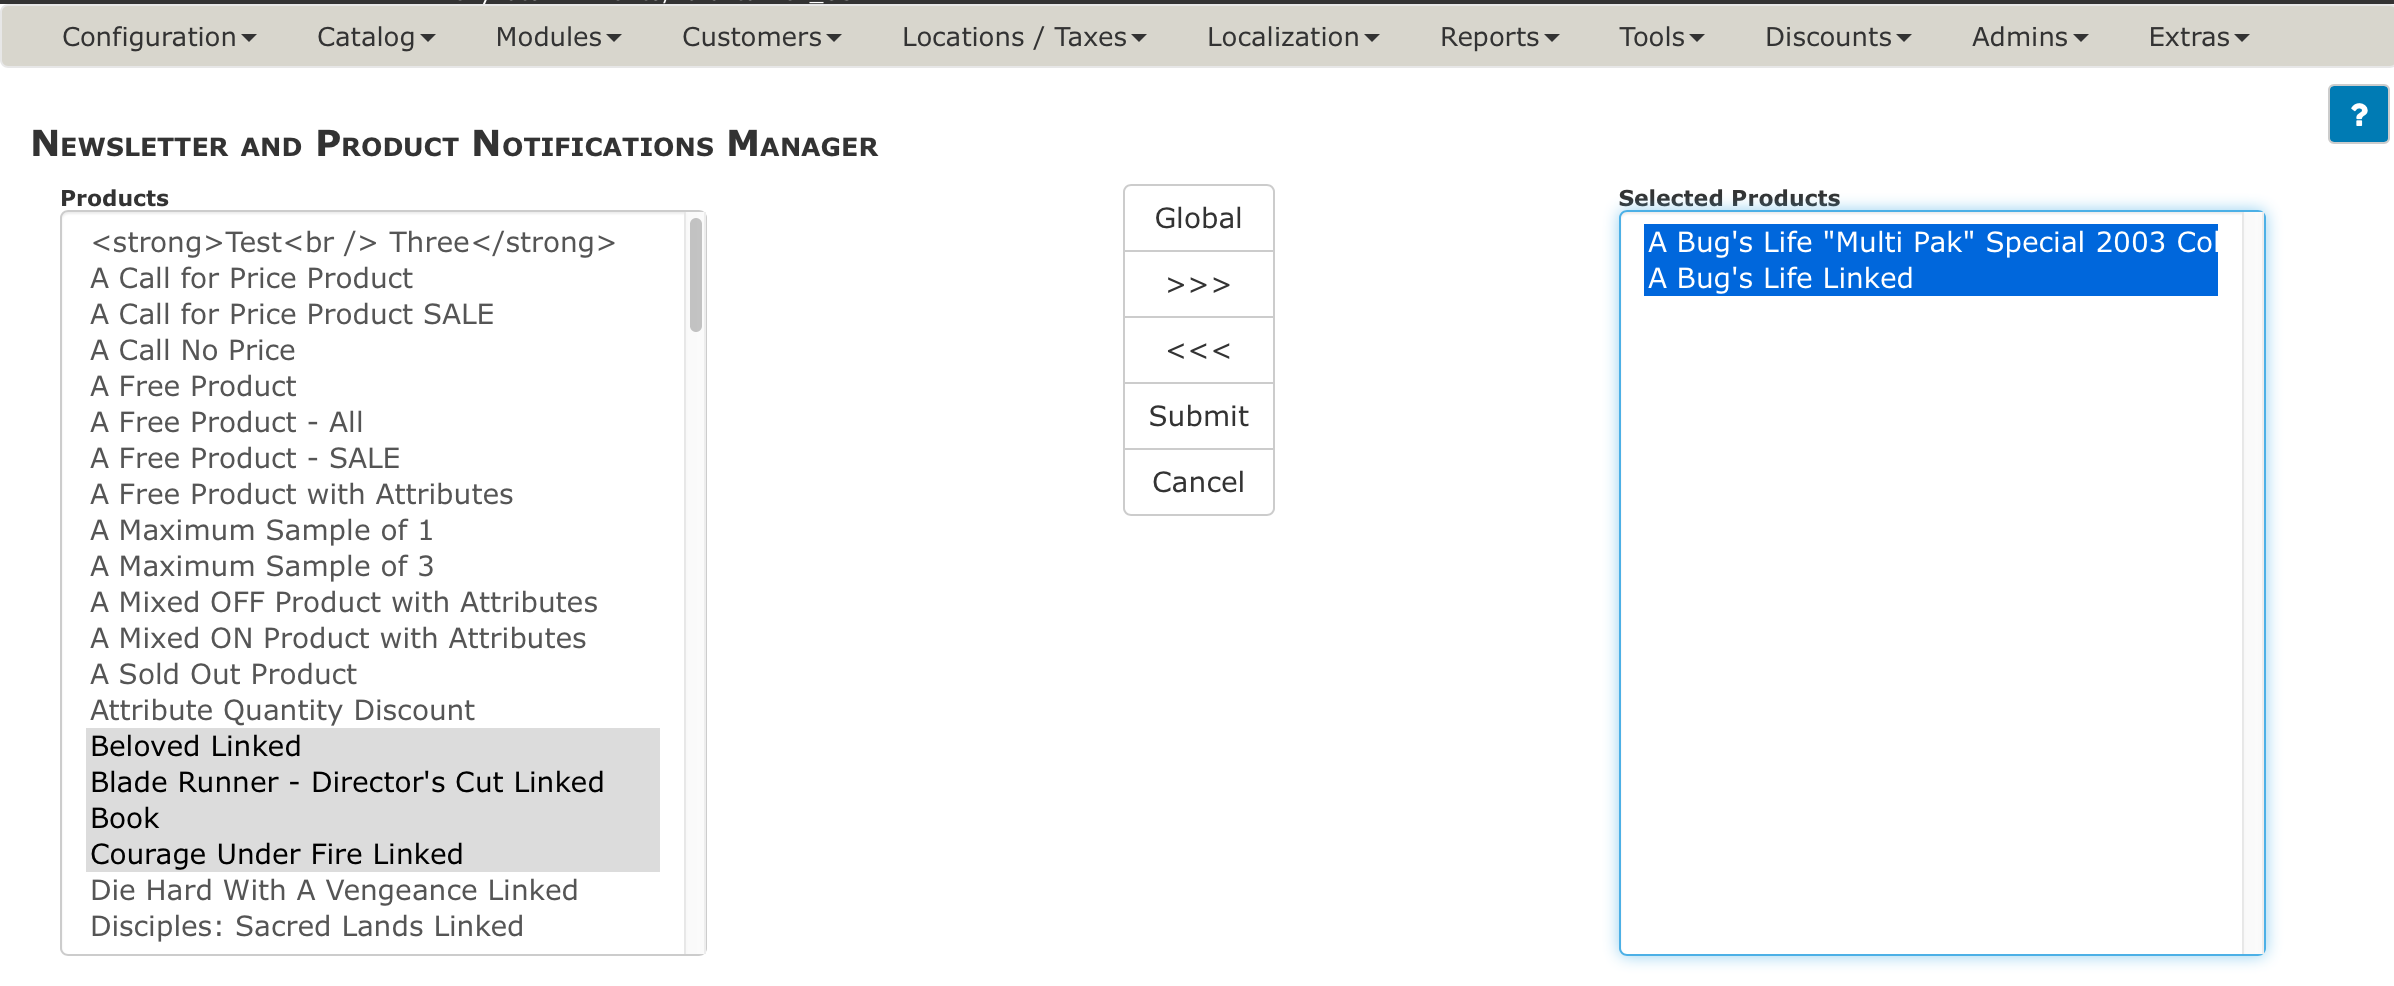 Configuration Catalog Modules Customers Locations / Taxes Localization Reports Tools Discounts Admins Extras
?
Newsletter and Product Notifications Manager
Products
<strong>Test<br /> Three</strong>
A Call for Price Product
A Call for Price Product SALE
A Call No Price
A Free Product
A Free Product - All
A Free Product - SALE
A Free Product with Attributes
A Maximum Sample of 1
A Maximum Sample of 3
A Mixed OFF Product with Attributes
A Mixed ON Product with Attributes
A Sold Out Product
Attribute Quantity Discount
Beloved Linked
Blade Runner - Director's Cut Linked
Book
Courage Under Fire Linked
Die Hard With A Vengeance Linked
Disciples: Sacred Lands Linked
Global
>>>
<<<
Submit
Cancel
Selected Products
A Bug's Life "Multi Pak" Special 2003 Col
A Bug's Life Linked